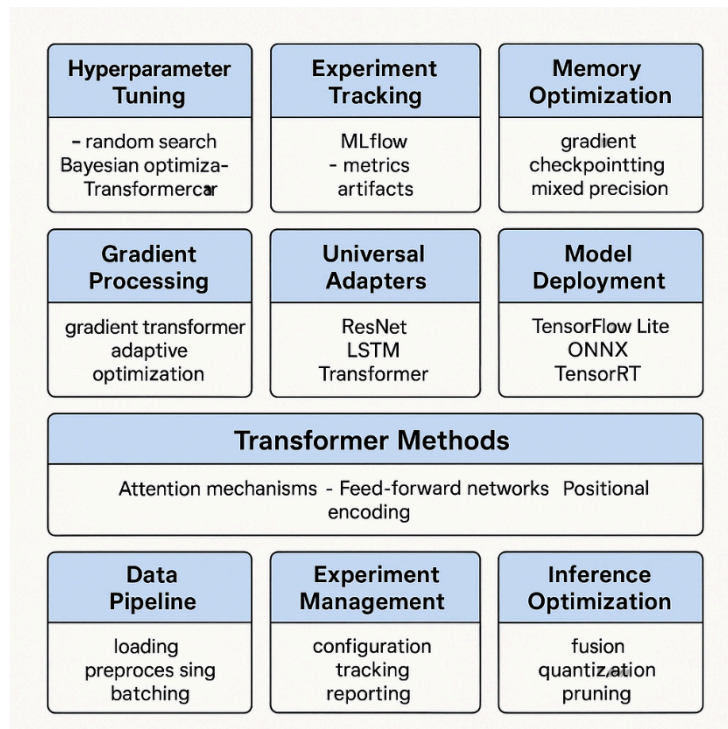 Hyperparameter
Tuning
- random search
Bayesian optimiza-
Transformercar
Experiment
Tracking
MLflow
- metrics
artifacts
Memory
Optimization
gradient
checkpointting
mixed precision
Gradient
Processing
gradient transformer
adaptive
optimization
Universal
Adapters
ResNet
LSTM
Transformer
Model
Deployment
TensorFlow Lite
ONNX
TensorRT
Transformer Methods
Attention mechanisms - Feed-forward networks Positional
encoding
Data
Pipeline
loading
preproces sing
batching
Experiment
Management
configuration
tracking
reporting
Inference
Optimization
fusion
quantization
pruning